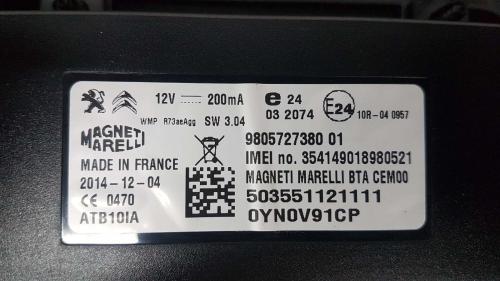 12V 200mA
WMP R73aeAgg SW 3.04
e 24
03 2074
E24
10R-04 0957
MAGNETI
MARELLI
MADE IN FRANCE
2014-12-04
CE 0470
ATB10IA
9805727380 01
IMEI no. 354149018980521
MAGNETI MARELLI BTA CEM00
503551121111
0YN0V91CP